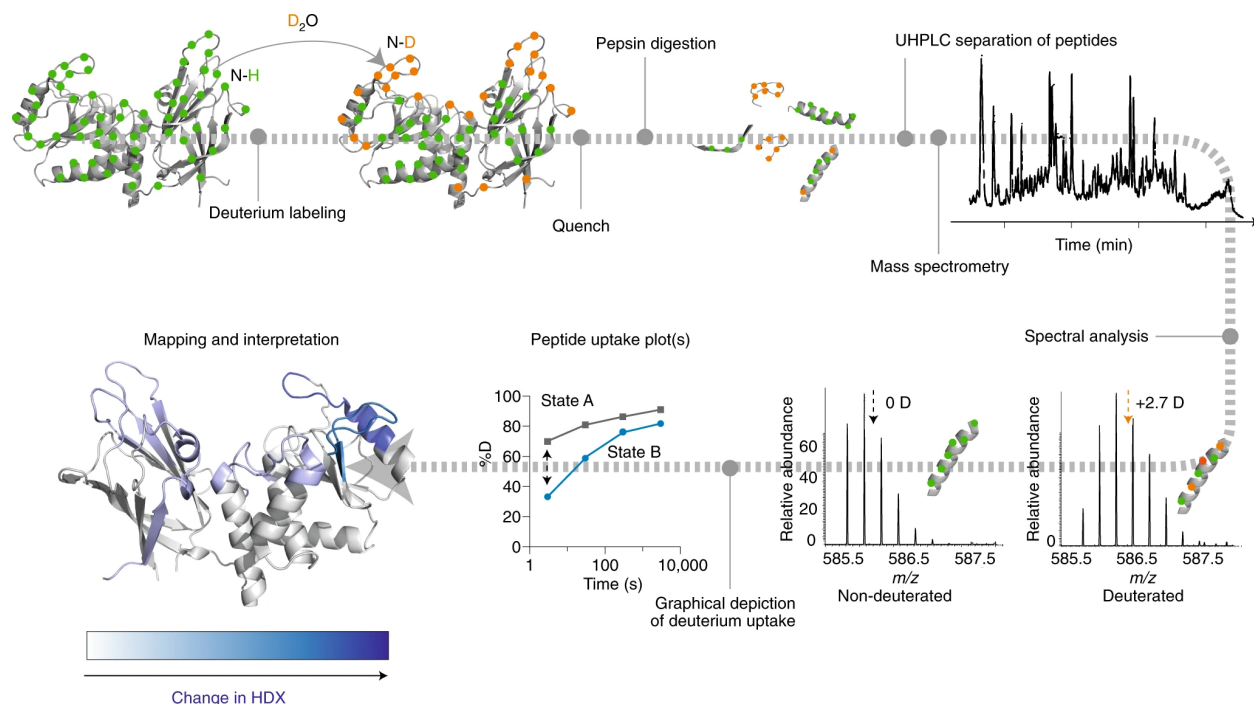 D2O
N-D
N-H
Deuterium labeling
Quench
Pepsin digestion
UHPLC separation of peptides
Mass spectrometry
Time (min)
Spectral analysis
+2.7 D
Relative abundance
0
585.5
586.5
587.5
m/z
Deuterated
0 D
Relative abundance
60
40
20
0
585.5
586.5
587.5
m/z
Non-deuterated
Graphical depiction
of deuterium uptake
Peptide uptake plot(s)
100
80
60
40
20
0
%D
State A
State B
1
100
10,000
Time (s)
Mapping and interpretation
Change in HDX